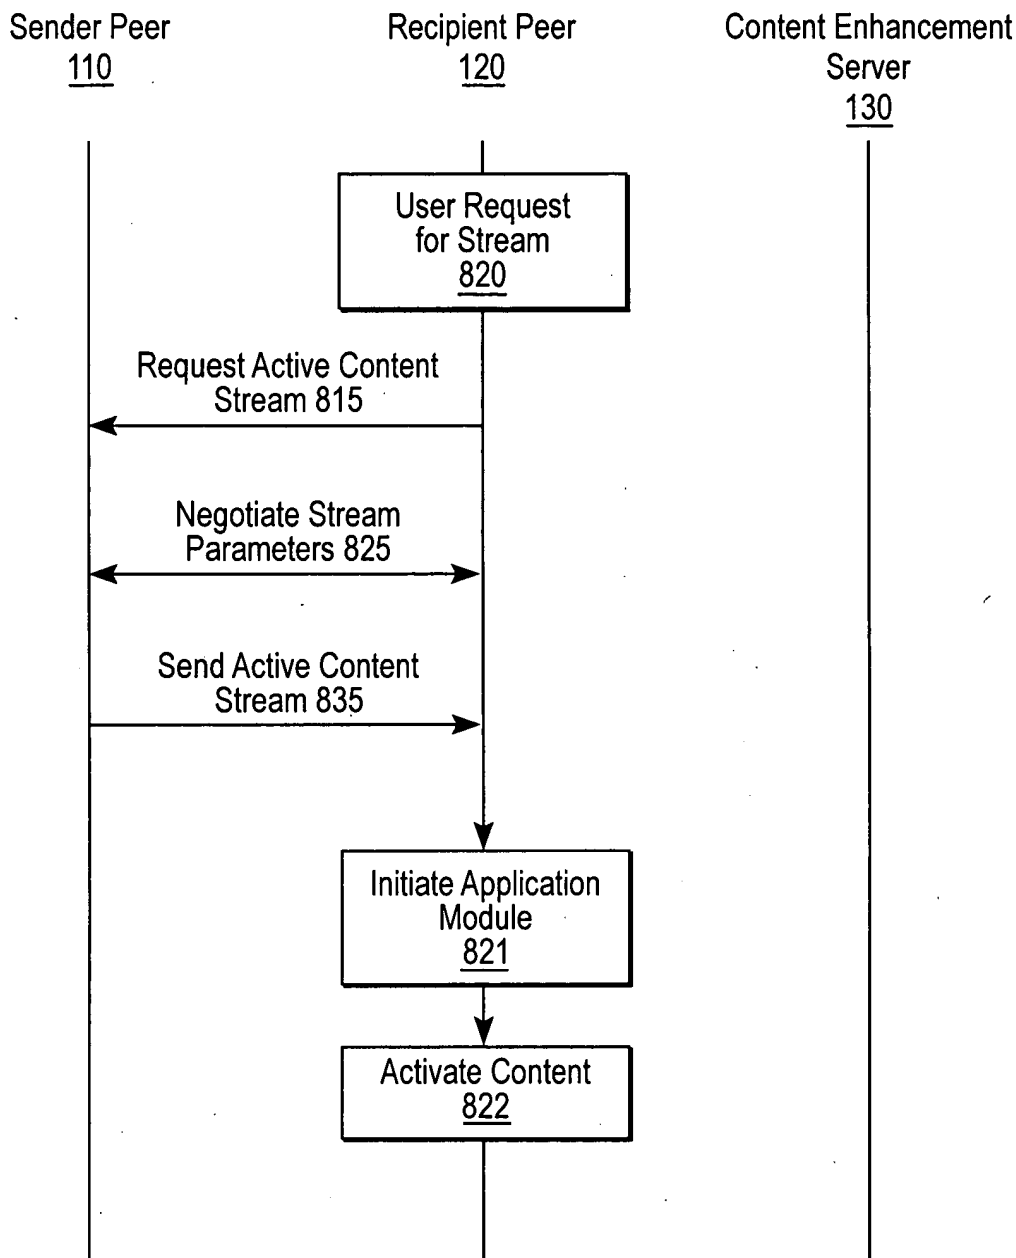 Sender Peer
110
Recipient Peer
120
Content Enhancement
Server
130
User Request
for Stream
820
Request Active Content
Stream 815
Negotiate Stream
Parameters 825
Send Active Content
Stream 835
Initiate Application
Module
821
Activate Content
822